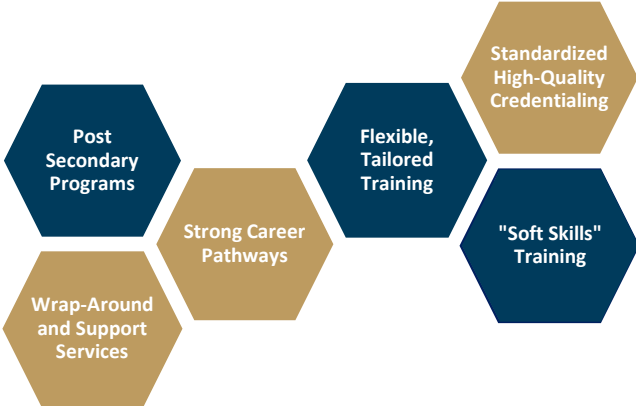 Post
Secondary
Programs
Wrap-Around
and Support
Services
Strong Career
Pathways
Flexible,
Tailored
Training
Standardized
High-Quality
Credentialing
"Soft Skills"
Training